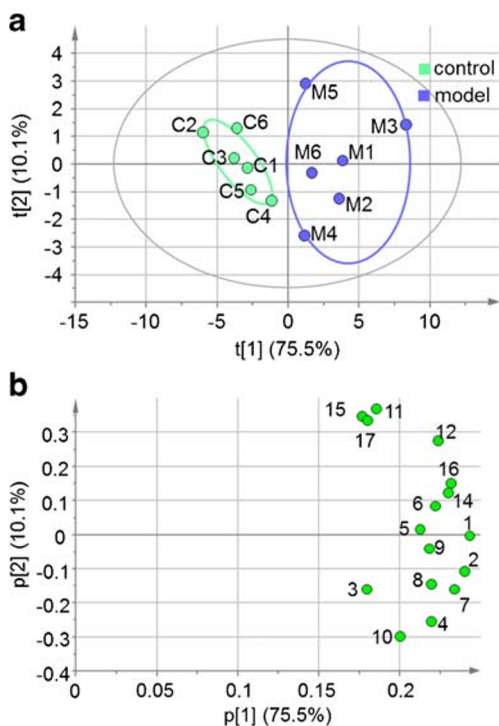 a
4
3
2
1
0
-1
-2
-3
-4
t[2] (10.1%)
control
model
M5
C2
C6
M3
C3
C1
M6
M1
C5
M2
C4
M4
-15
-10
-5
0
5
10
t[1] (75.5%)
b
0.3
0.2
0.1
0
-0.1
-0.2
-0.3
-0.4
p[2] (10.1%)
15
11
17
12
16
14
6
5
1
9
2
8
3
7
4
10
0
0.05
0.1
0.15
0.2
p[1] (75.5%)